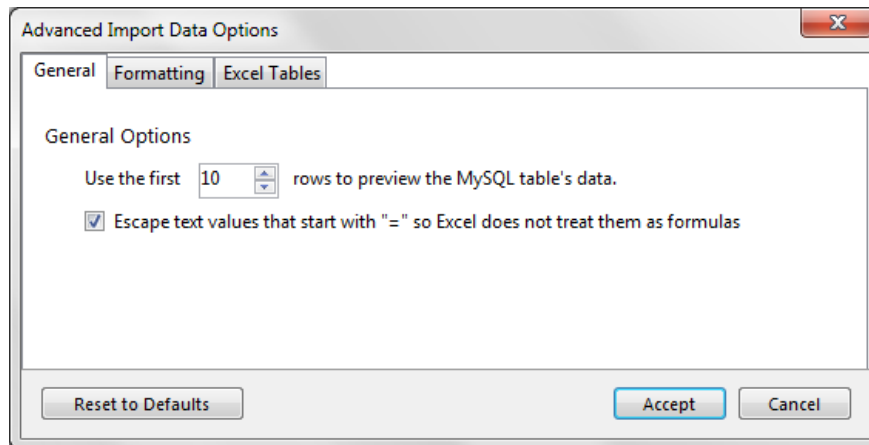 Advanced Import Data Options
General Formatting Excel Tables
General Options
Use the first 10 rows to preview the MySQL table's data.
Escape text values that start with "=" so Excel does not treat them as formulas
Reset to Defaults Accept Cancel